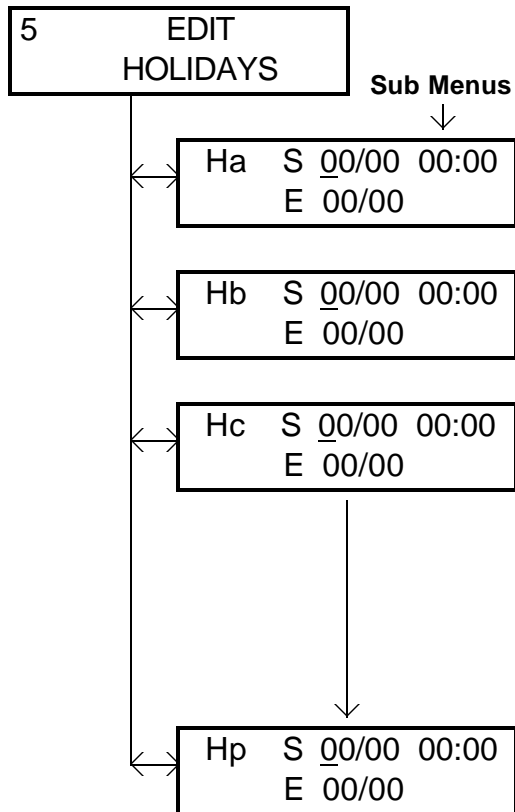 5 EDIT
HOLIDAYS
Sub Menus
Ha S 00/00 00:00
E 00/00
Hb S 00/00 00:00
E 00/00
Hc S 00/00 00:00
E 00/00
Hp S 00/00 00:00
E 00/00